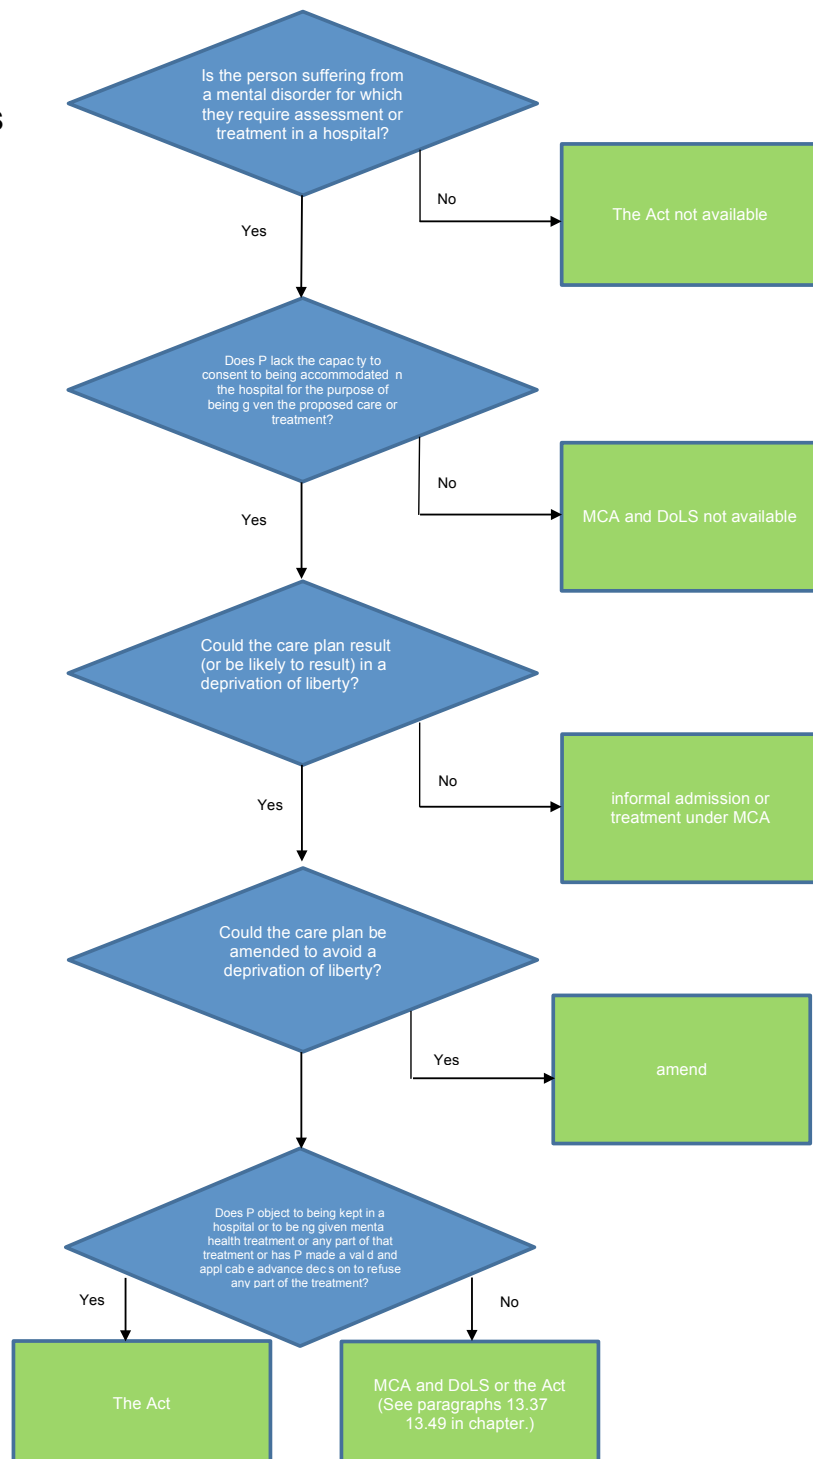 s
Is the person suffering from
a mental disorder for which
they require assessment or
treatment in a hospital?
No
The Act not available
Yes
Does P lack the capac ty to
consent to being accommodated n
the hospital for the purpose of
being g ven the proposed care or
treatment?
No
MCA and DoLS not available
Yes
Could the care plan result
(or be likely to result) in a
deprivation of liberty?
No
informal admission or
treatment under MCA
Yes
Could the care plan be
amended to avoid a
deprivation of liberty?
Yes
amend
Does P object to being kept in a
hospital or to be ng given menta
health treatment or any part of that
treatment or has P made a val d and
appl cab e advance dec s on to refuse
any part of the treatment?
Yes
No
The Act
MCA and DoLS or the Act
(See paragraphs 13.37
13.49 in chapter.)